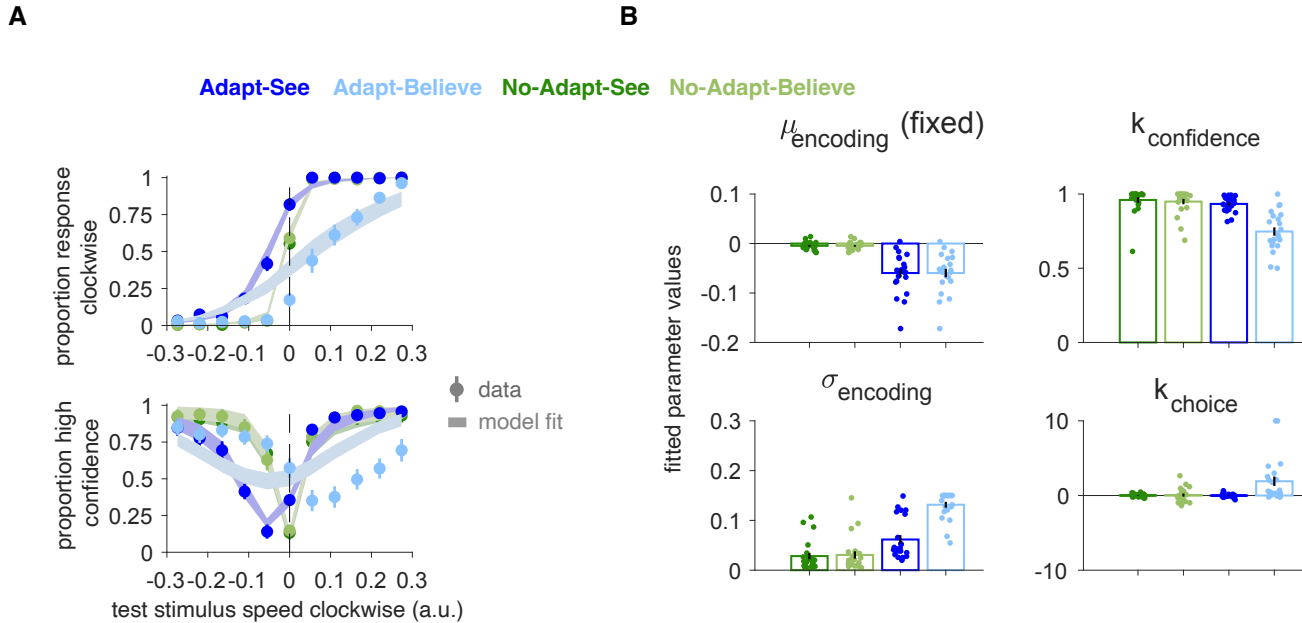 A
B
Adapt-See Adapt-Believe No-Adapt-See No-Adapt-Believe
proportion response
clockwise
1
0.75
0.5
0.25
0
-0.3 -0.2 -0.1 0 0.1 0.2 0.3
proportion high
confidence
1
0.75
0.5
0.25
0
-0.3 -0.2 -0.1 0 0.1 0.2 0.3
test stimulus speed clockwise (a.u.)
data
model fit
fitted parameter values
μencoding (fixed)
0.1
0
-0.1
-0.2
kconfidence
1
0.5
0
σencoding
0.3
0.2
0.1
0
kchoice
10
0
-10